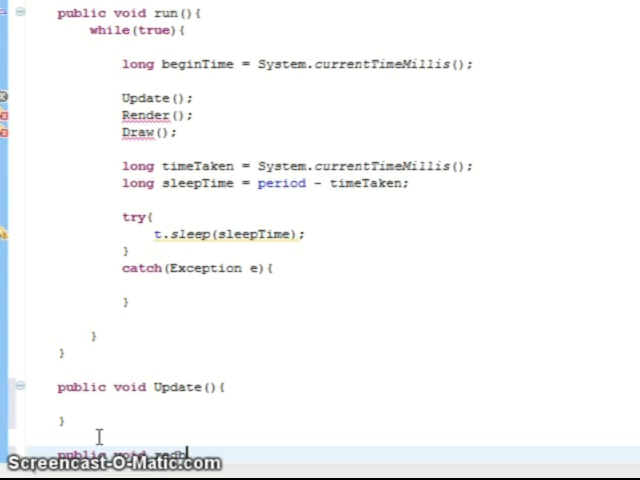 public void run(){
while(true){
long beginTime = System.currentTimeMillis();
Update();
Render();
Draw();
long timeTaken = System.currentTimeMillis();
long sleepTime = period - timeTaken;
try{
t.sleep(sleepTime);
}
catch(Exception e){
}
}
}
public void Update(){
}
public void redb
Screencast-O-Matic.com